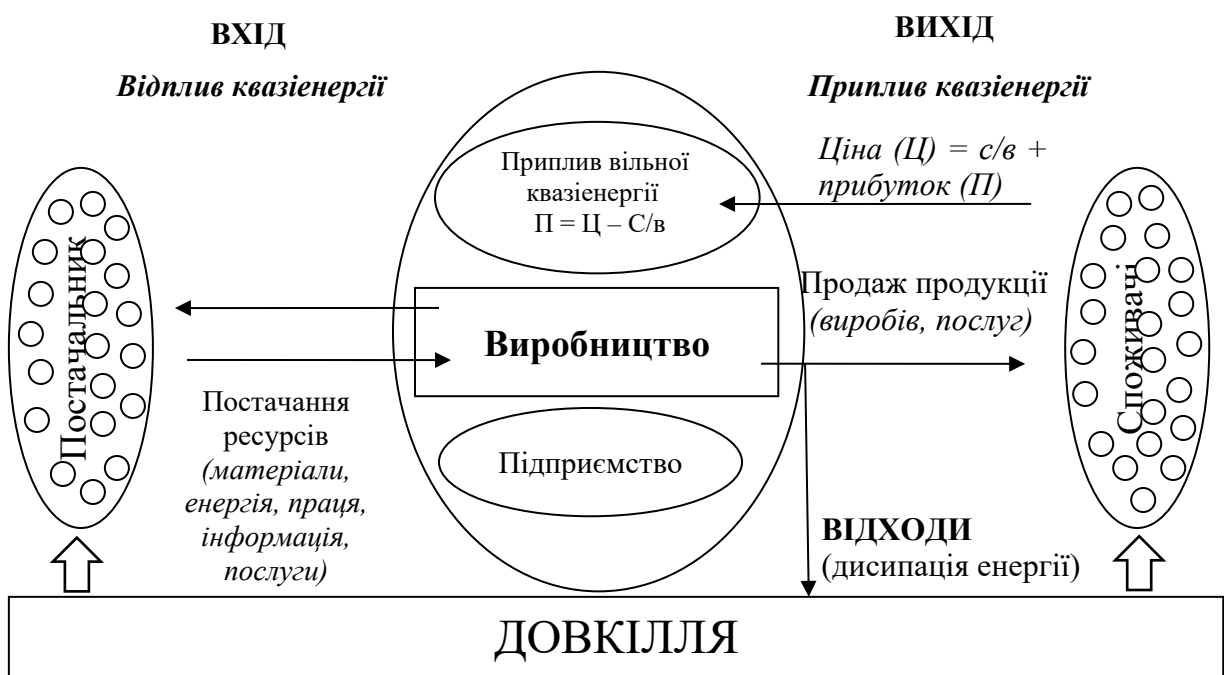 ВХІД
Відплив квазіенергії
ВИХІД
Приплив квазіенергії
Ціна (Ц) = с/в +
прибуток (П)
Приплив вільної
квазіенергії
П = Ц – С/в
Постачальник
Виробництво
Продаж продукції
(виробів, послуг)
Споживачі
Постачання
ресурсів
(матеріали,
енергія, праця,
інформація,
послуги)
Підприємство
ВІДХОДИ
(дисипація енергії)
ДОВКІЛЛЯ